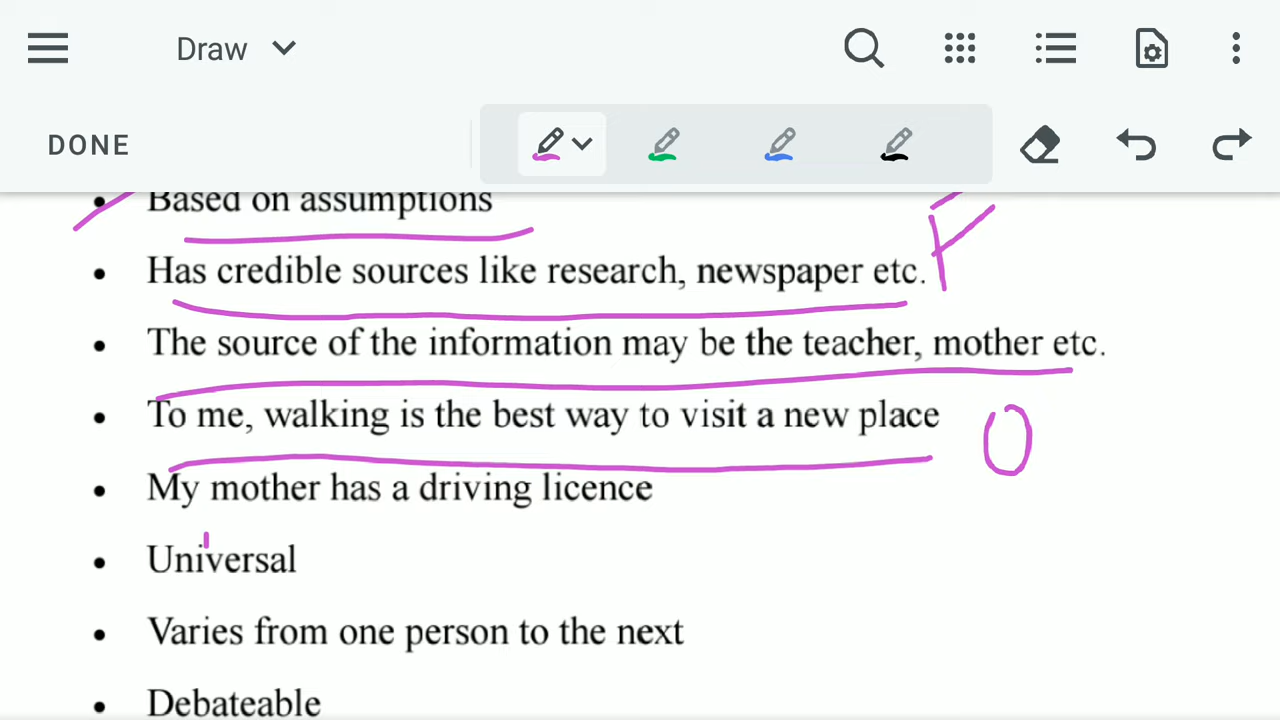 Draw
DONE
• Based on assumptions
• Has credible sources like research, newspaper etc. F
• The source of the information may be the teacher, mother etc.
• To me, walking is the best way to visit a new place O
• My mother has a driving licence
• Universal
• Varies from one person to the next
• Debateable